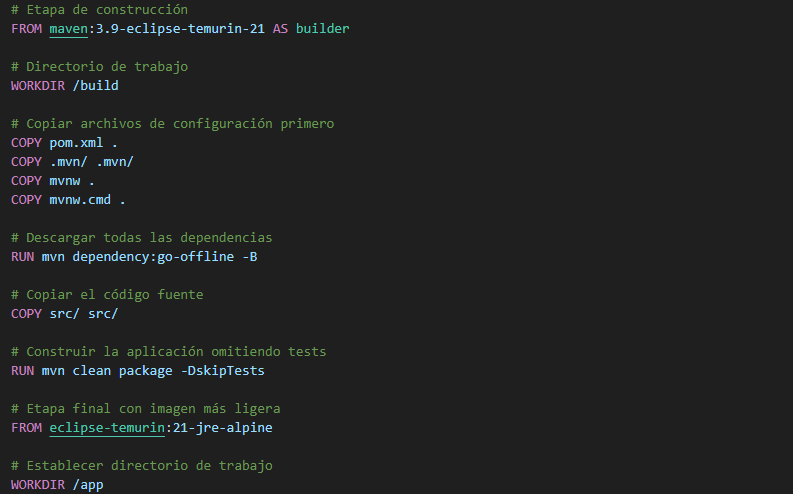 # Etapa de construcción
FROM maven:3.9-eclipse-temurin-21 AS builder
# Directorio de trabajo
WORKDIR /build
# Copiar archivos de configuración primero
COPY pom.xml .
COPY .mvn/ .mvn/
COPY mvnw .
COPY mvnw.cmd .
# Descargar todas las dependencias
RUN mvn dependency:go-offline -B
# Copiar el código fuente
COPY src/ src/
# Construir la aplicación omitiendo tests
RUN mvn clean package -DskipTests
# Etapa final con imagen más ligera
FROM eclipse-temurin:21-jre-alpine
# Establecer directorio de trabajo
WORKDIR /app